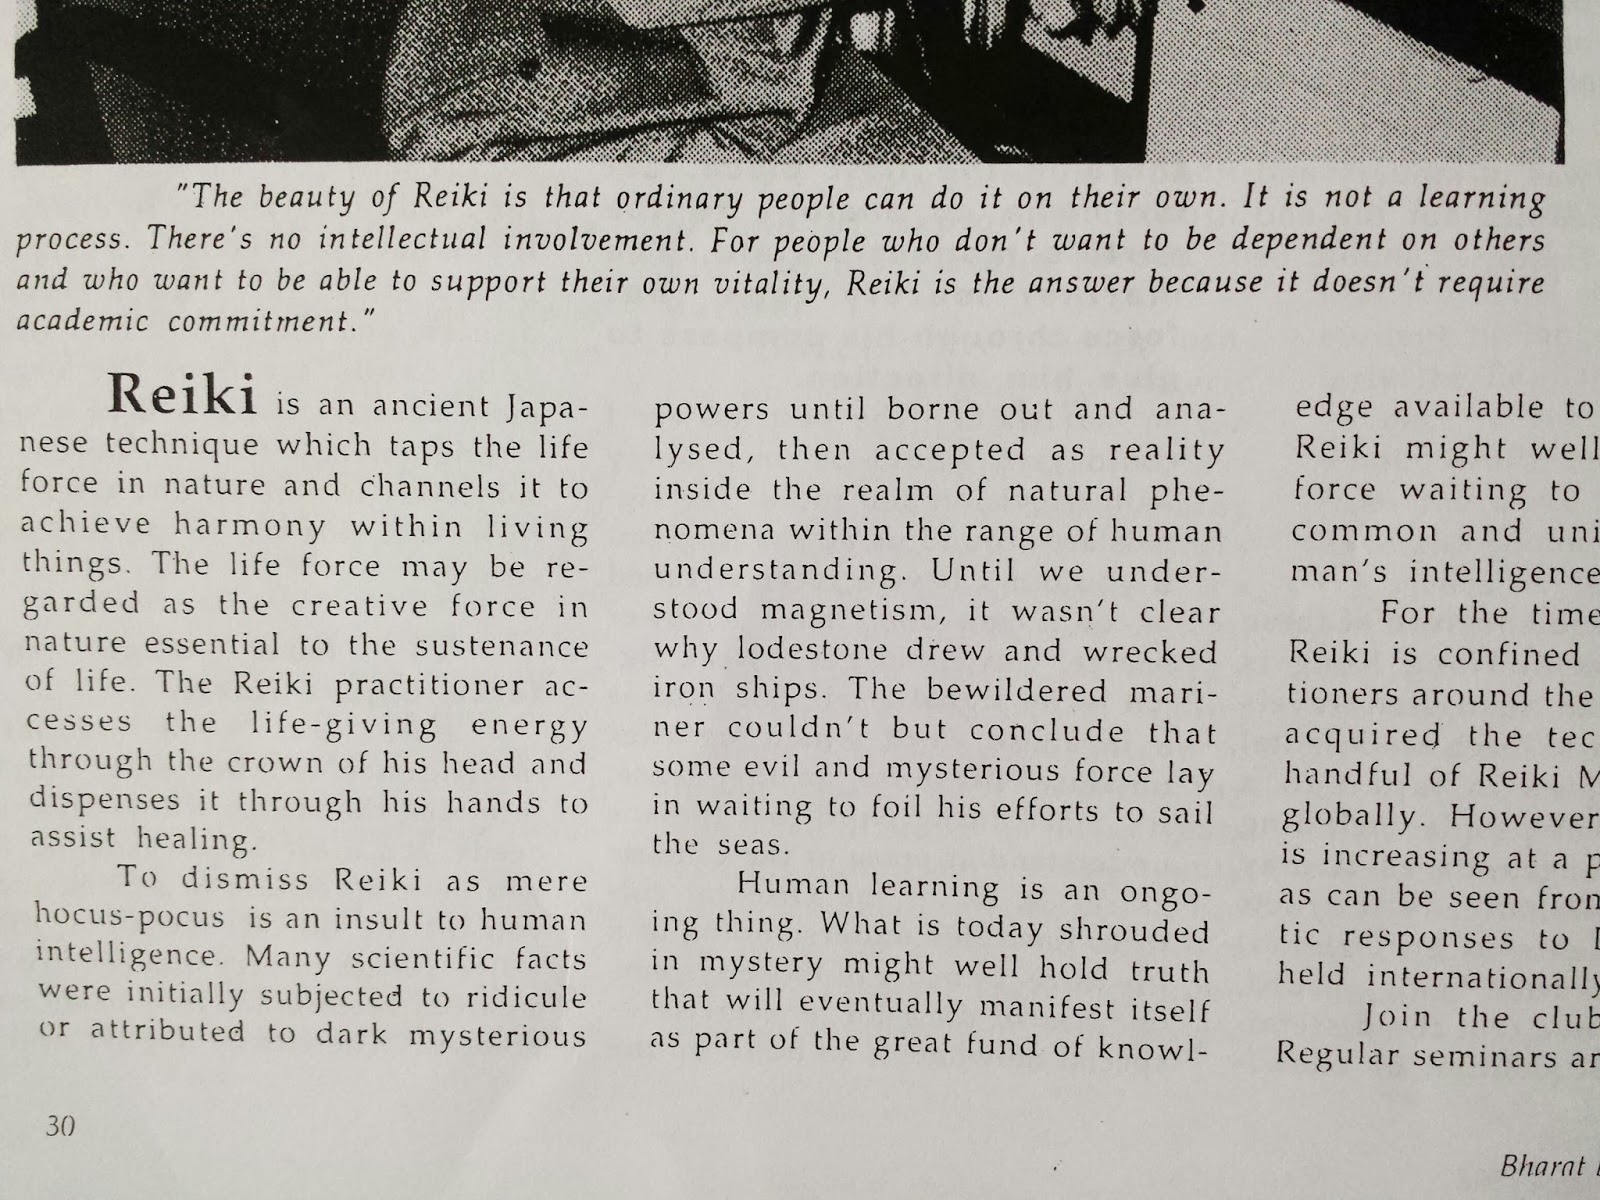 "The beauty of Reiki is that ordinary people can do it on their own. It is not a learning
process. There's no intellectual involvement. For people who don't want to be dependent on others
and who want to be able to support their own vitality, Reiki is the answer because it doesn't require
academic commitment."
Reiki is an ancient Japa-
nese technique which taps the life
force in nature and channels it to
achieve harmony within living
things. The life force may be re-
garded as the creative force in
nature essential to the sustenance
of life. The Reiki practitioner ac-
cesses the life-giving energy
through the crown of his head and
dispenses it through his hands to
assist healing.
To dismiss Reiki as mere
hocus-pocus is an insult to human
intelligence. Many scientific facts
were initially subjected to ridicule
or attributed to dark mysterious
powers until borne out and ana-
lysed, then accepted as reality
inside the realm of natural phe-
nomena within the range of human
understanding. Until we under-
stood magnetism, it wasn't clear
why lodestone drew and wrecked
iron ships. The bewildered mari-
ner couldn't but conclude that
some evil and mysterious force lay
in waiting to foil his efforts to sail
the seas.
Human learning is an ongo-
ing thing. What is today shrouded
in mystery might well hold truth
that will eventually manifest itself
as part of the great fund of knowl-
edge available to
Reiki might well
force waiting to
common and uni
man's intelligence
For the time
Reiki is confined
tioners around the
acquired the tec
handful of Reiki M
globally. However
is increasing at a p
as can be seen from
tic responses to
held internationally
Join the club
Regular seminars ar
30
Bharat